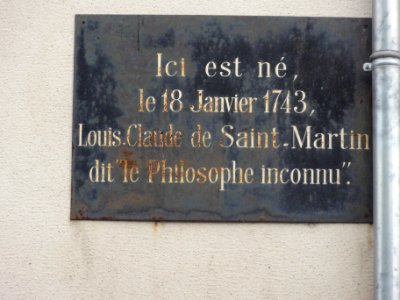 Ici est né,
le 18 Janvier 1743,
Louis-Claude de Saint-Martin
dit "le Philosophe inconnu".